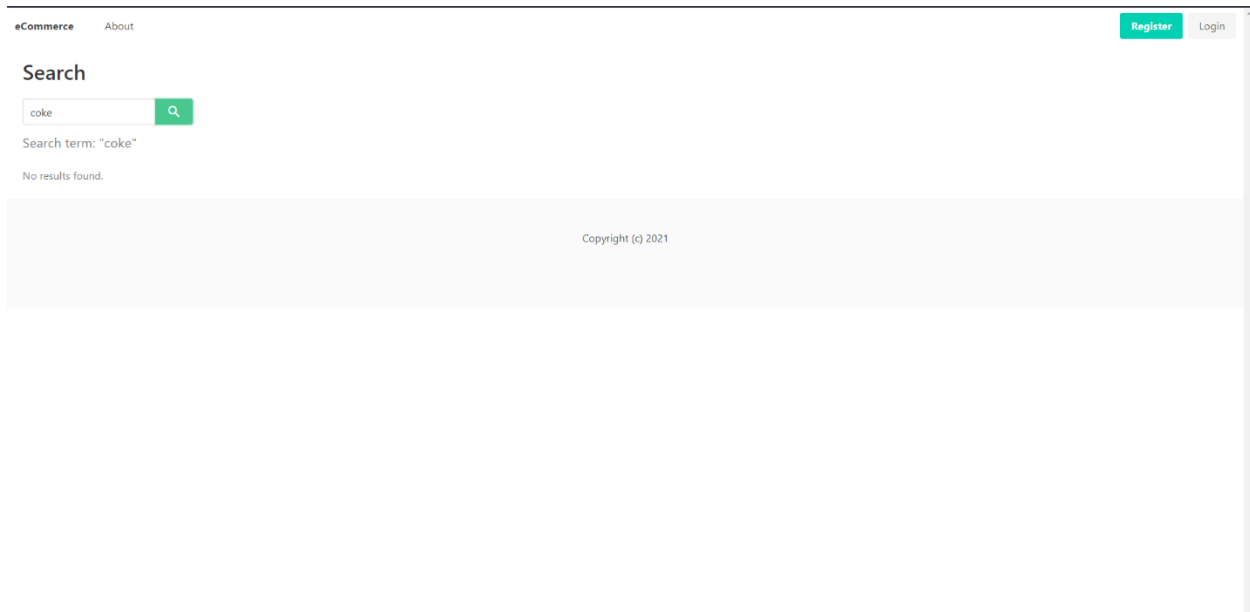 eCommerce About Register Login
Search
coke
Search term: "coke"
No results found.
Copyright (c) 2021